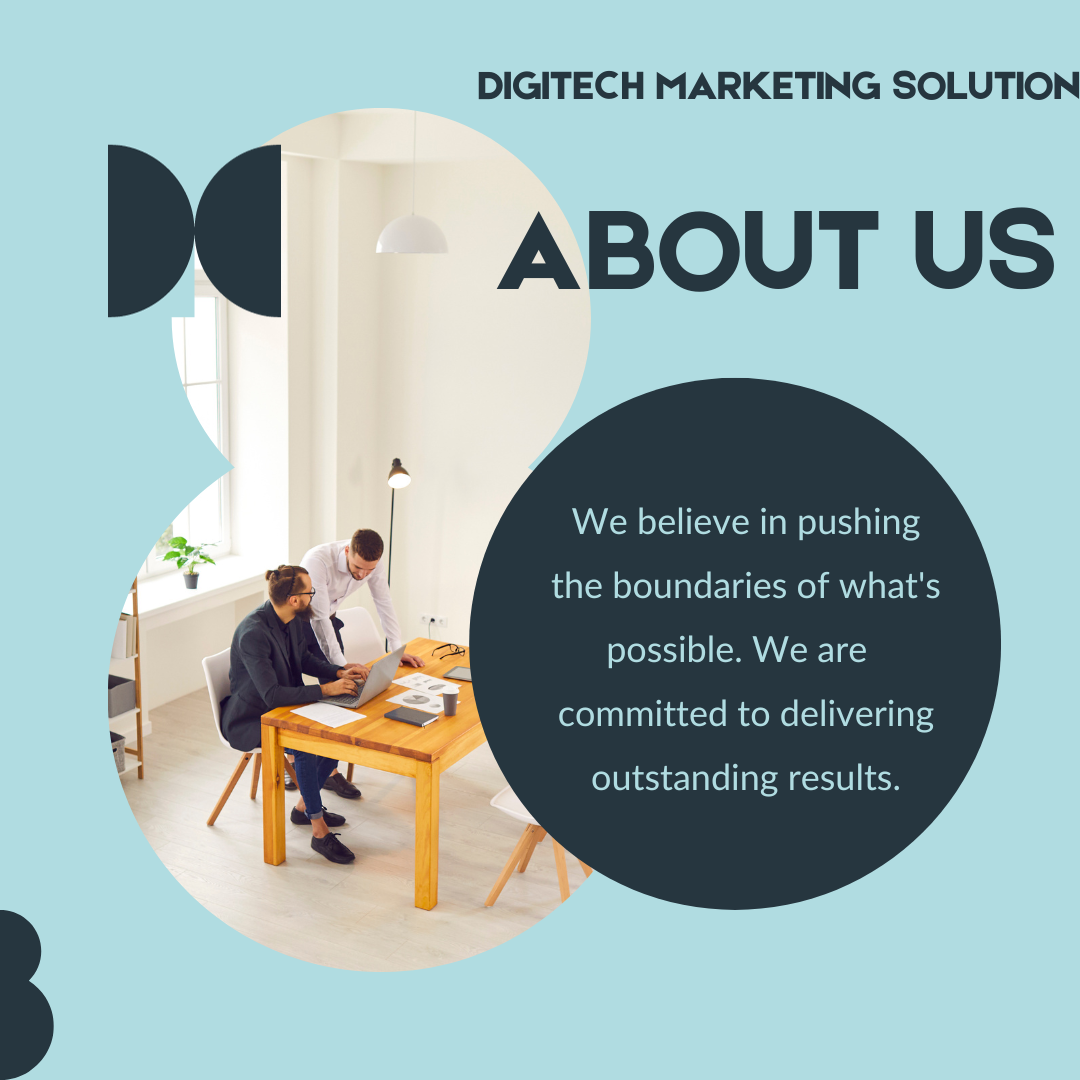 DIGITECH MARKETING SOLUTION
ABOUT US
We believe in pushing
the boundaries of what's
possible. We are
committed to delivering
outstanding results.